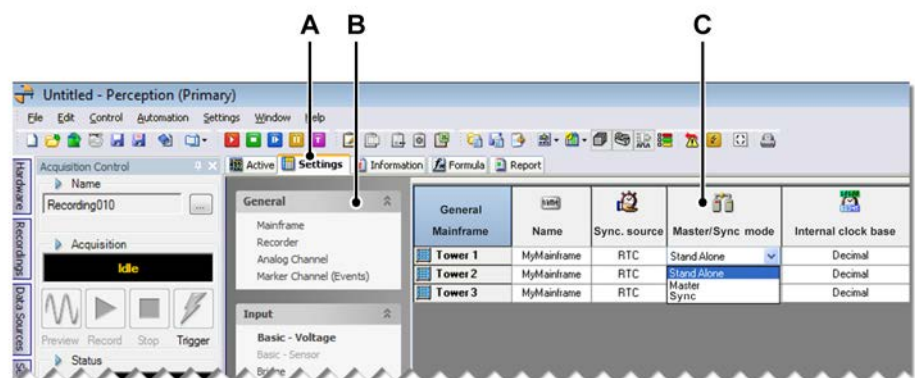 A B C
Untitled - Perception (Primary)
File Edit Control Automation Settings Window Help
Active Settings Information Formula Report
Hardware
Recordings
Data Sources
Acquisition Control
Name
Recording010 ...
Acquisition
Idle
Preview Record Stop Trigger
Status
General
Mainframe
Recorder
Analog Channel
Marker Channel (Events)
Input
Basic - Voltage
Basic - Sensor
Bridge
General Mainframe Name Sync. source Master/Sync mode Internal clock base
Tower 1 MyMainframe RTC Stand Alone Decimal
Tower 2 MyMainframe RTC Stand Alone Decimal
Master
Tower 3 MyMainframe RTC Sync Decimal